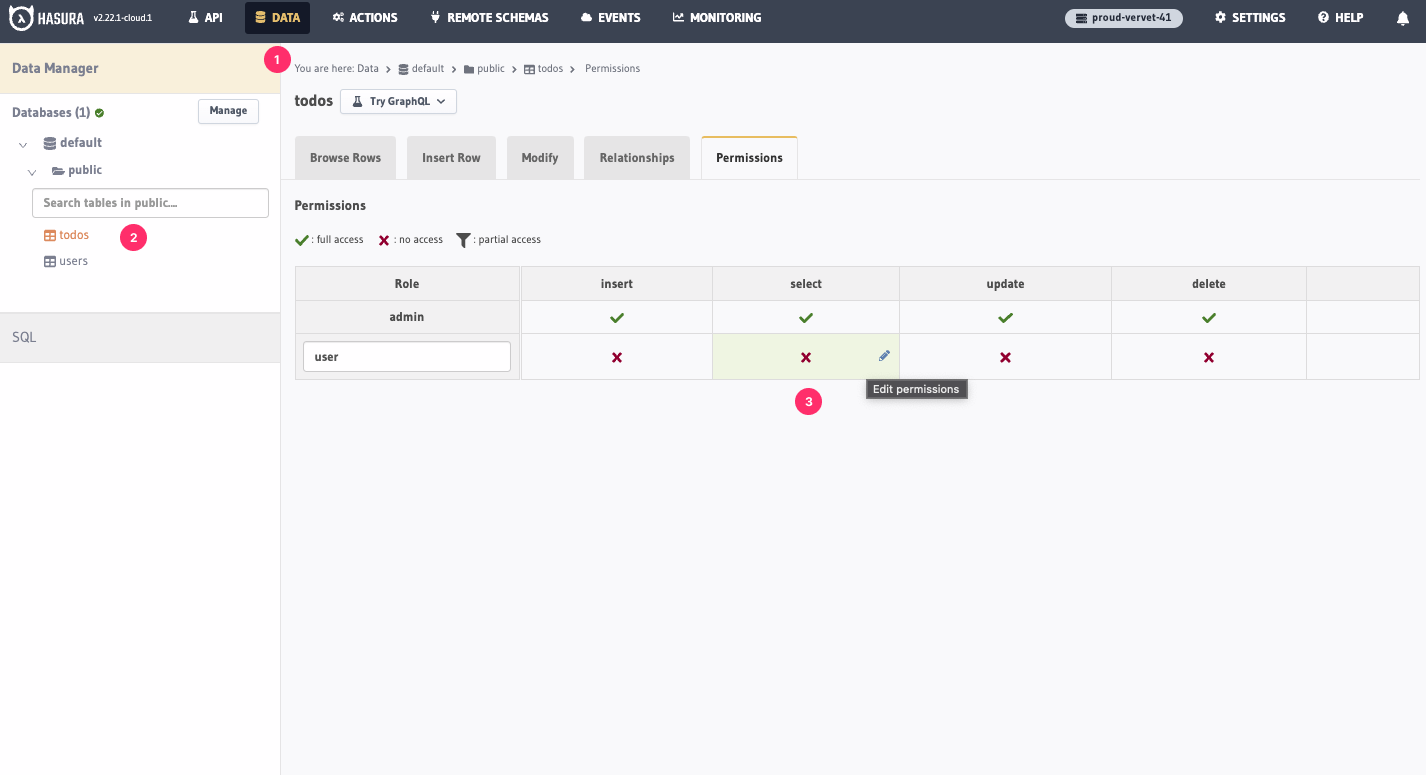 HASURA v2.22.1-cloud.1 API DATA ACTIONS REMOTE SCHEMAS EVENTS MONITORING proud-vervet-41 SETTINGS HELP
1
Data Manager
Databases (1) Manage
default
public
Search tables in public....
todos 2
users
SQL
You are here: Data > default > public > todos > Permissions
todos Try GraphQL
Browse Rows Insert Row Modify Relationships Permissions
Permissions
: full access : no access : partial access
Role insert select update delete
admin
user
Edit permissions
3